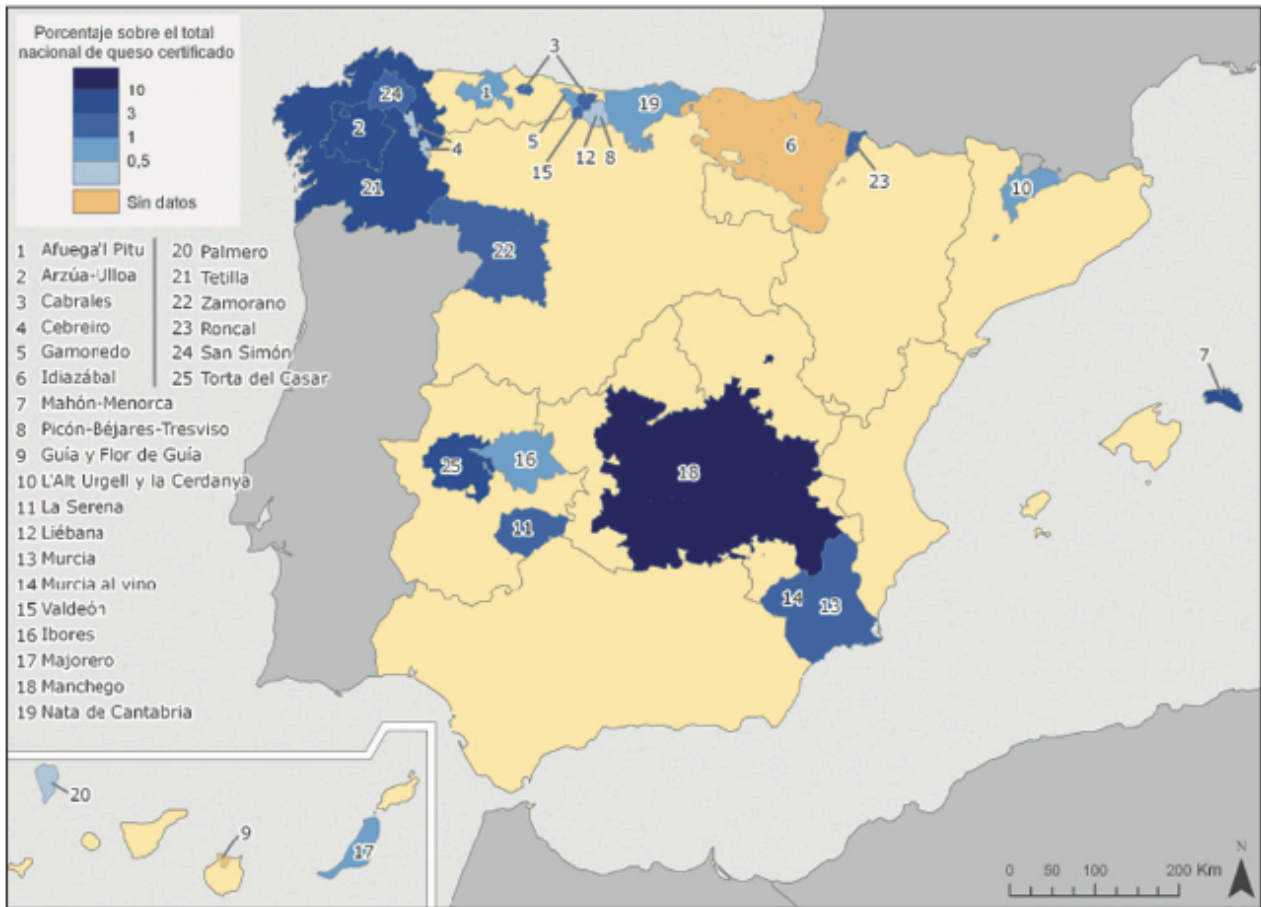 Porcentaje sobre el total
nacional de queso certificado
10
3
1
0,5
Sin datos
1 Afuega'l Pitu
2 Arzúa-Ulloa
3 Cabrales
4 Cebreiro
5 Gamonedo
6 Idiazábal
7 Mahón-Menorca
8 Picón-Béjares-Tresviso
9 Guía y Flor de Guía
10 L'Alt Urgell y la Cerdanya
11 La Serena
12 Liébana
13 Murcia
14 Murcia al vino
15 Valdeón
16 Ibores
17 Majorero
18 Manchego
19 Nata de Cantabria
20 Palmero
21 Tetilla
22 Zamorano
23 Roncal
24 San Simón
25 Torta del Casar
3
24
1
19
2
5
4
15
12
8
6
23
10
21
22
7
25
16
18
11
14
13
20
9
17
N
0 50 100 200 Km